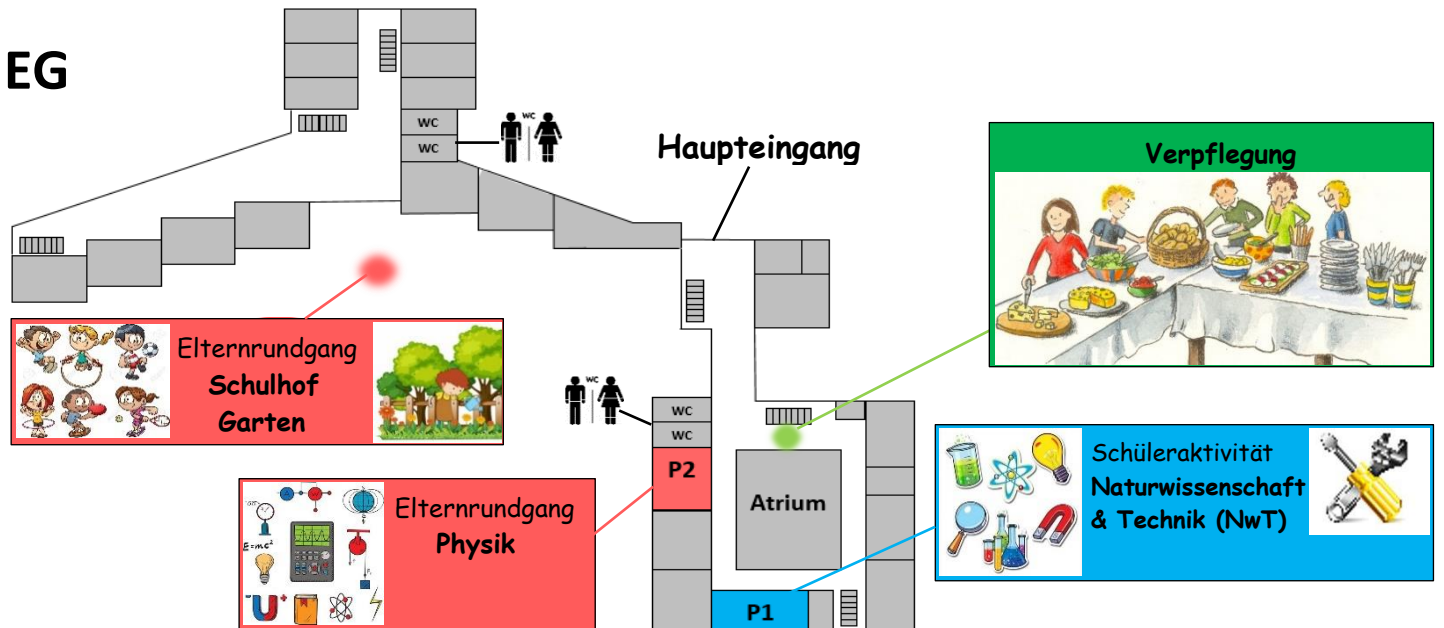 EG
WC
WC
WC
Haupteingang
Verpflegung
Elternrundgang
Schulhof
Garten
WC
WC
WC
P2
Atrium
Schüleraktivität
Naturwissenschaft
& Technik (NwT)
Elternrundgang
Physik
E=mc²
P1